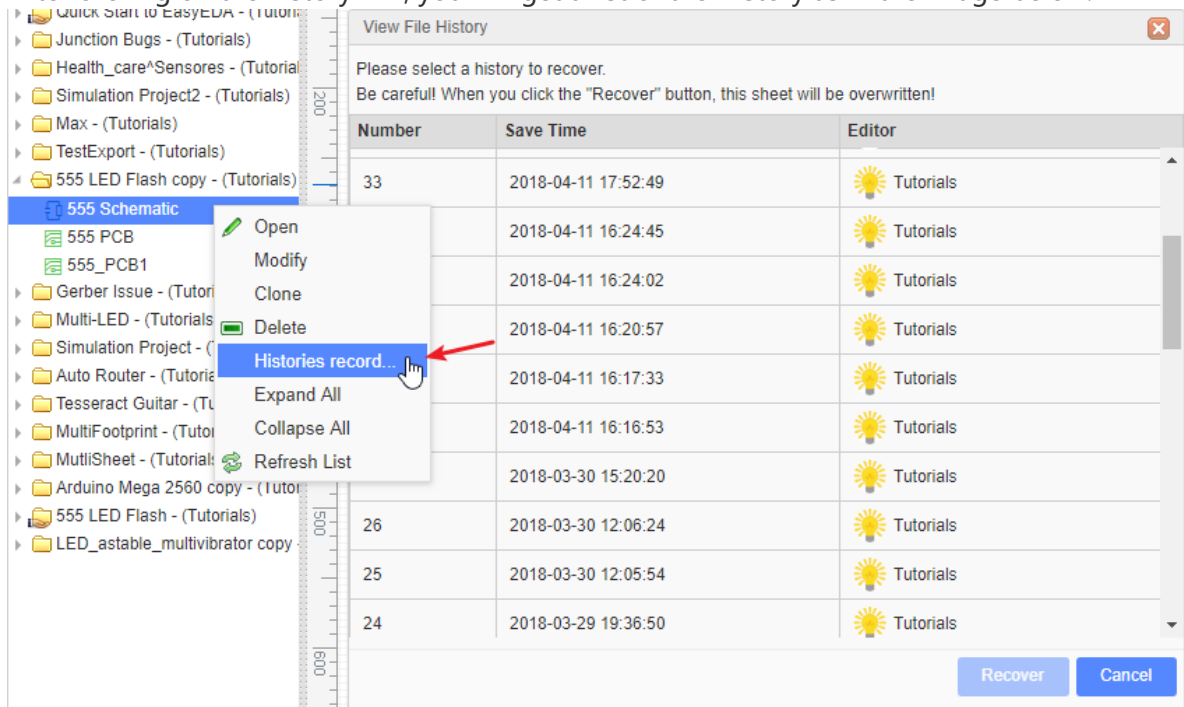 Quick Start to EasyEDA - (Tutoria
Junction Bugs - (Tutorials)
Health_care^Sensores - (Tutorial
Simulation Project2 - (Tutorials)
Max - (Tutorials)
TestExport - (Tutorials)
555 LED Flash copy - (Tutorials)
555 Schematic
555 PCB
555_PCB1
Gerber Issue - (Tutori
Multi-LED - (Tutorials
Simulation Project - (
Auto Router - (Tutoria
Tesseract Guitar - (Tu
MultiFootprint - (Tutor
MutliSheet - (Tutorials
Arduino Mega 2560 copy - (Tutor
555 LED Flash - (Tutorials)
LED_astable_multivibrator copy -
Open
Modify
Clone
Delete
Histories record...
Expand All
Collapse All
Refresh List
200
500
600
View File History
Please select a history to recover.
Be careful! When you click the "Recover" button, this sheet will be overwritten!
Number Save Time Editor
33 2018-04-11 17:52:49 Tutorials
2018-04-11 16:24:45 Tutorials
2018-04-11 16:24:02 Tutorials
2018-04-11 16:20:57 Tutorials
2018-04-11 16:17:33 Tutorials
2018-04-11 16:16:53 Tutorials
2018-03-30 15:20:20 Tutorials
26 2018-03-30 12:06:24 Tutorials
25 2018-03-30 12:05:54 Tutorials
24 2018-03-29 19:36:50 Tutorials
Recover Cancel